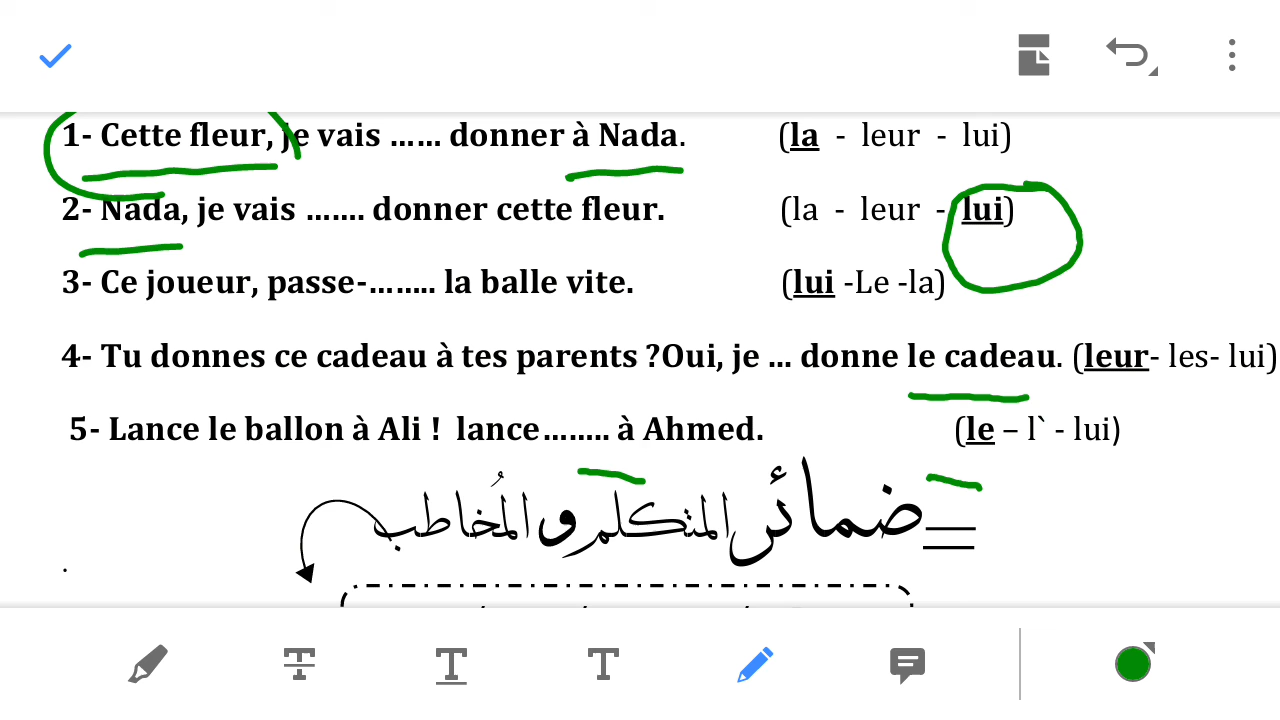 1- Cette fleur, je vais ...... donner à Nada. (la - leur - lui)
2- Nada, je vais ....... donner cette fleur. (la - leur - lui)
3- Ce joueur, passe-........ la balle vite. (lui -Le -la)
4- Tu donnes ce cadeau à tes parents ?Oui, je ... donne le cadeau. (leur- les- lui)
5- Lance le ballon à Ali ! lance........ à Ahmed. (le – l` - lui)
ضمائر المتكلم و المُخاطب
.